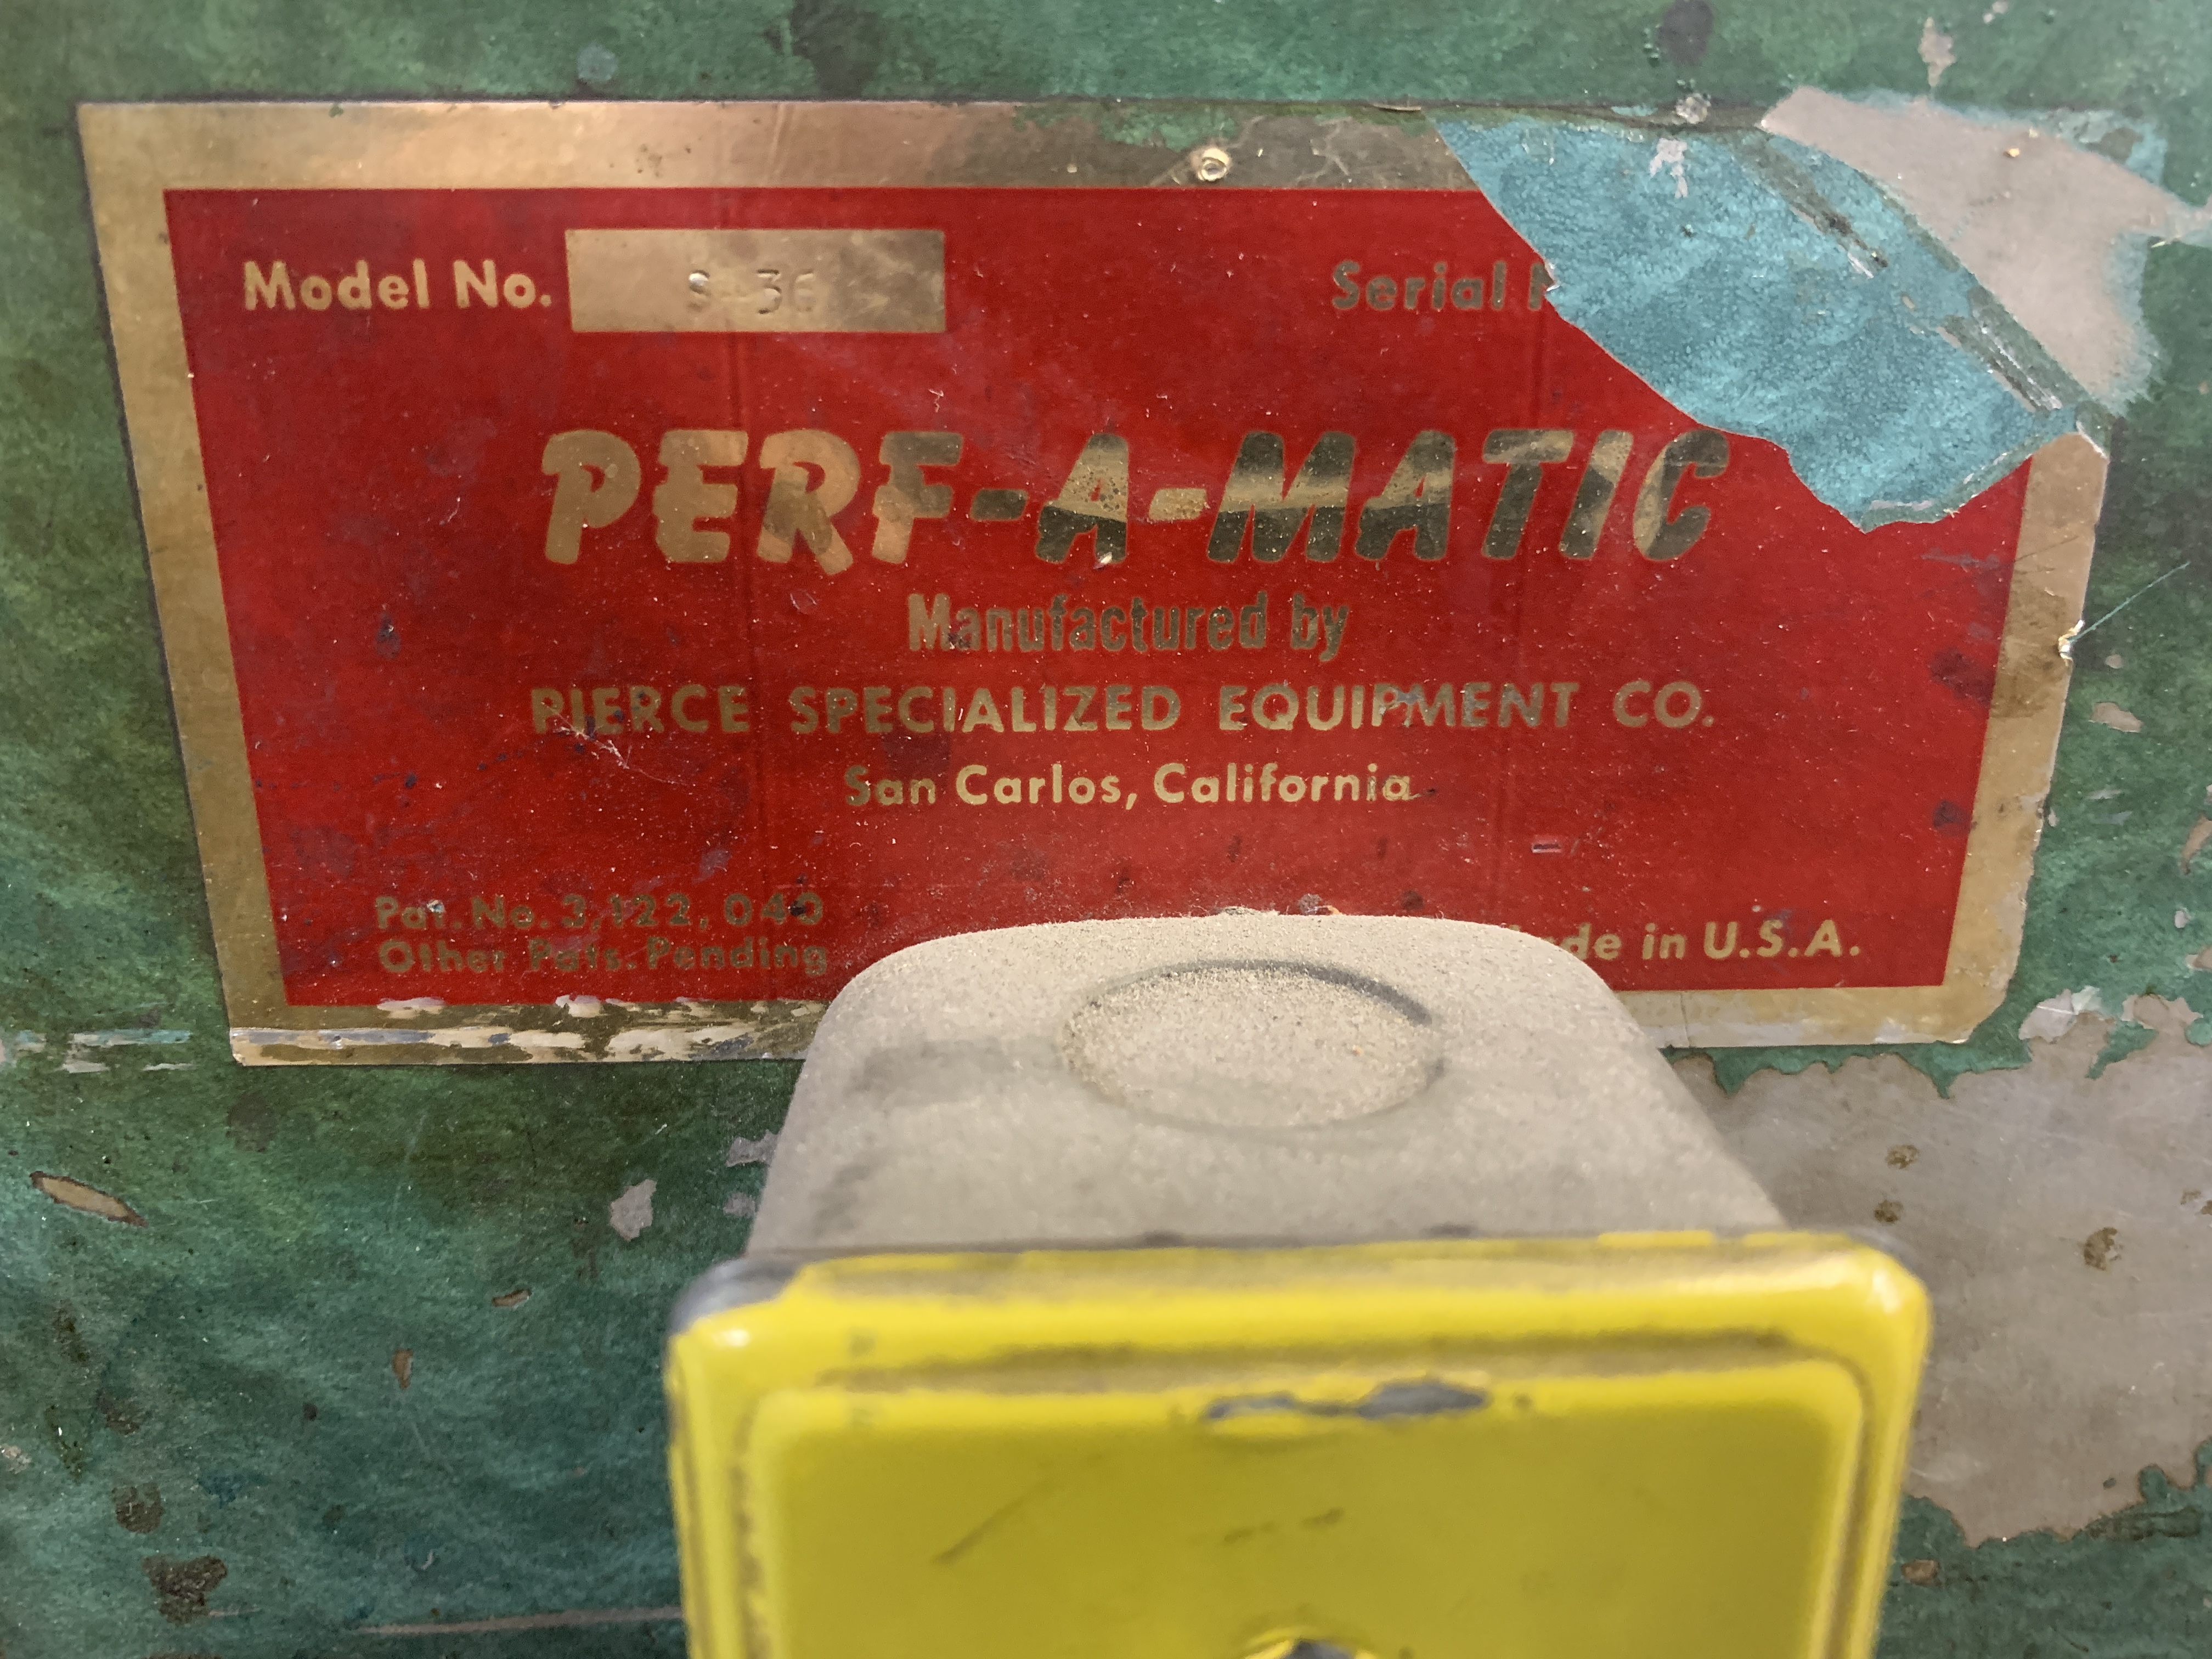 Model No. S-36
Serial
PERF-A-MATIC
Manufactured by
PIERCE SPECIALIZED EQUIPMENT CO.
San Carlos, California
Pat. No. 3,122,040
Other Pats. Pending
in U.S.A.